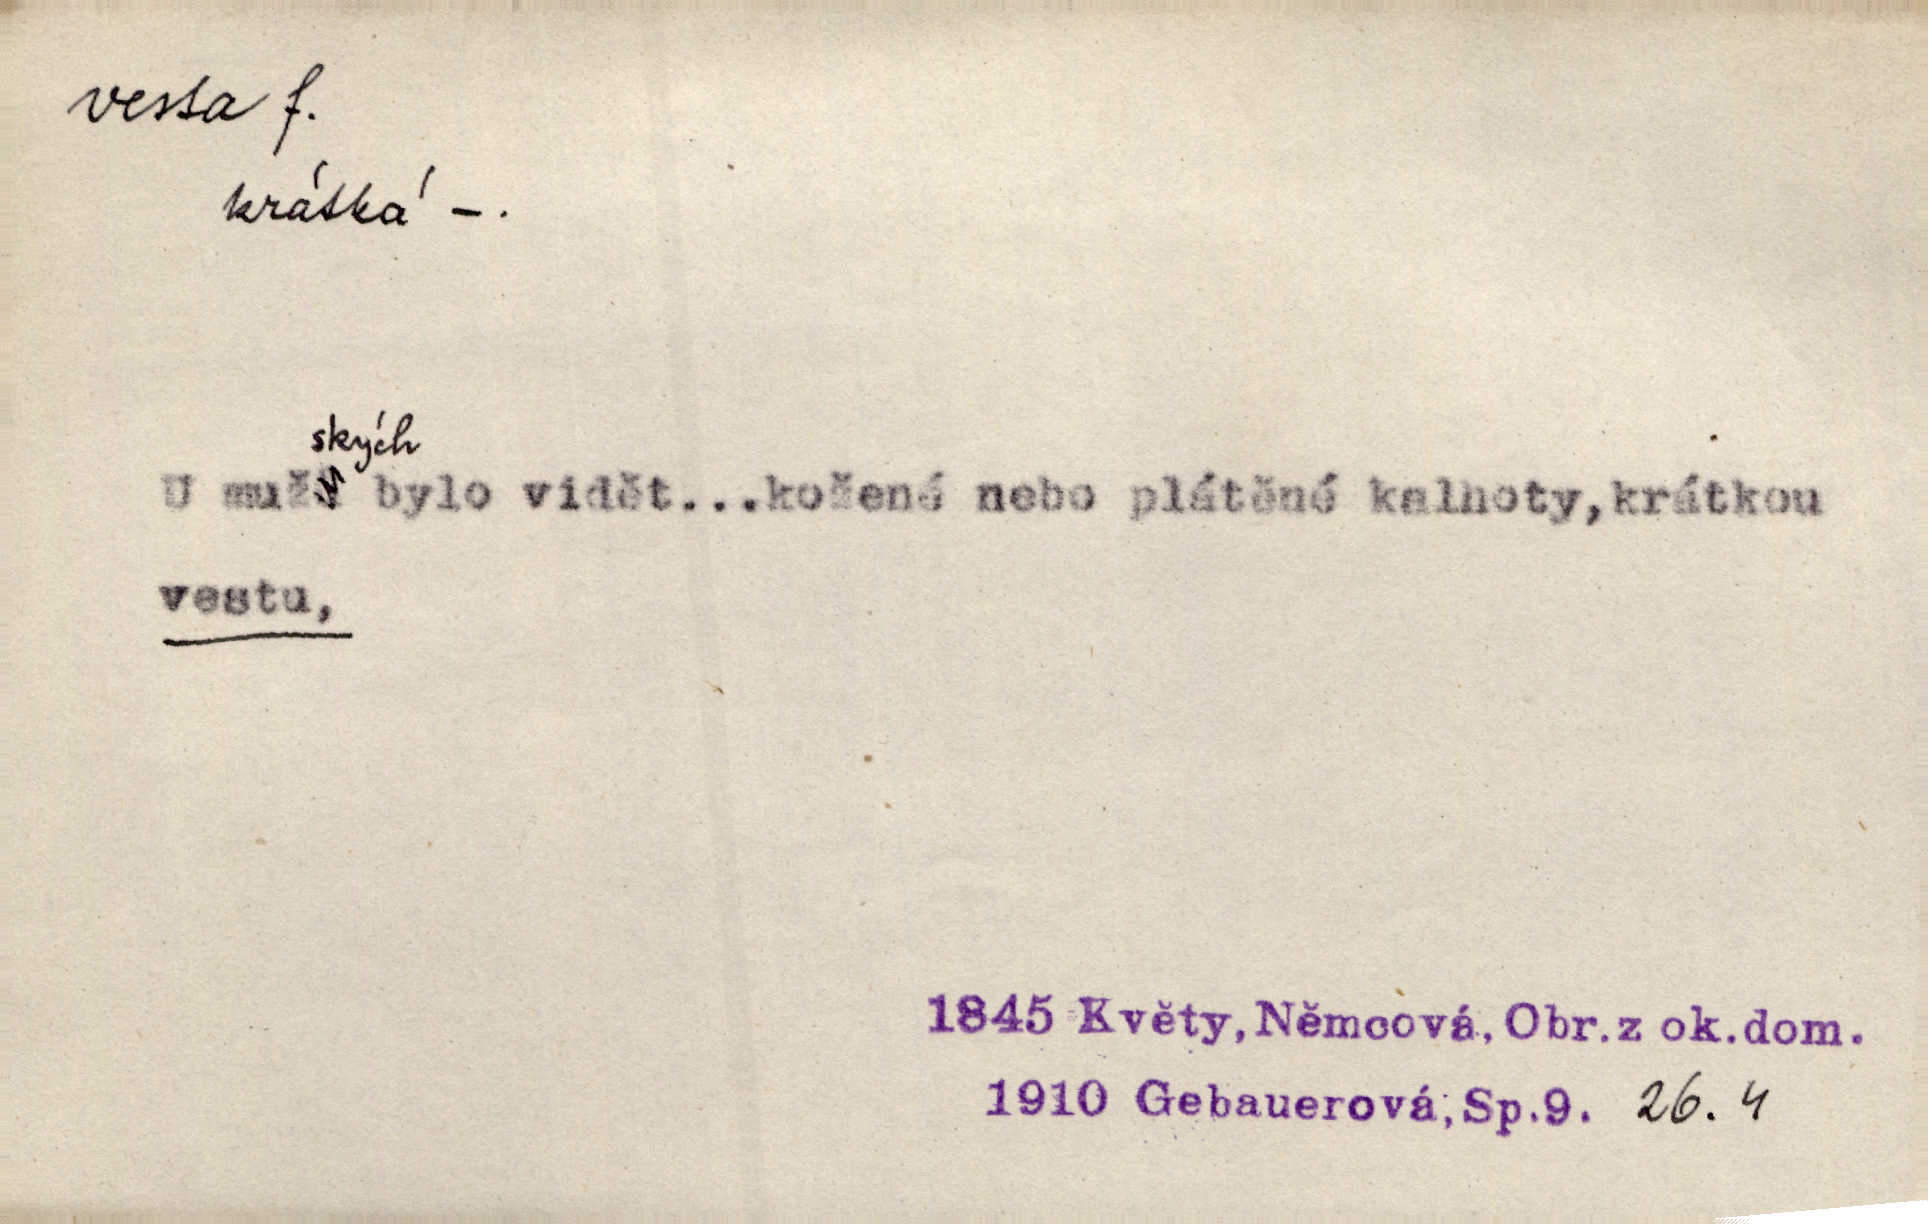 vesta f.
krátká –.
ských
U muž bylo vidět...kožené nebo plátěné kalhoty,krátkou
vestu,
1845 Květy,Němcová,Obr.z ok.dom.
1910 Gebauerová,Sp.9. 26. 4